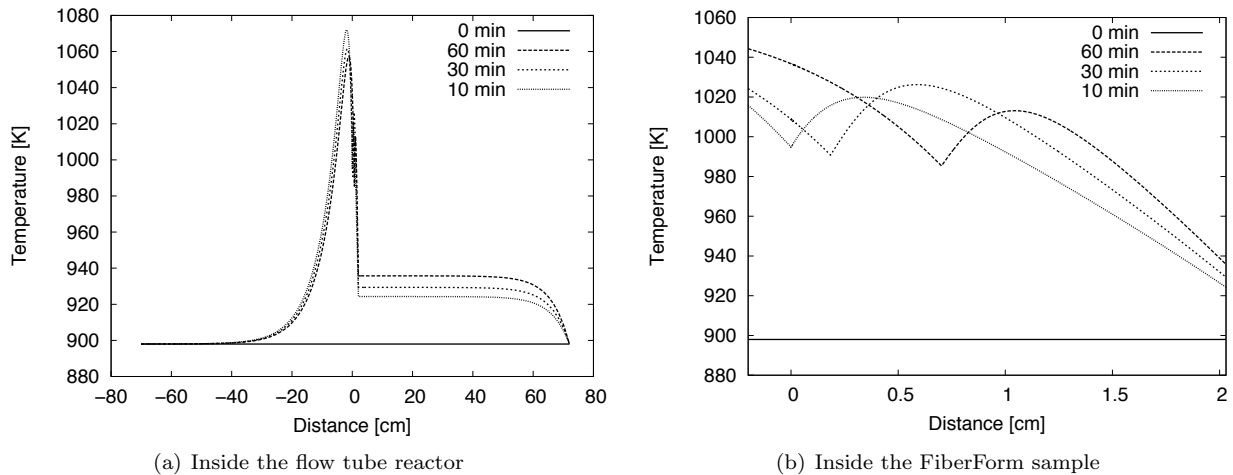 1080
1060
1040
1020
1000
980
960
940
920
900
880
Temperature [K]
−80 −60 −40 −20 0 20 40 60 80
Distance [cm]
0 min
60 min
30 min
10 min
(a) Inside the flow tube reactor
1060
1040
1020
1000
980
960
940
920
900
880
Temperature [K]
0 0.5 1 1.5 2
Distance [cm]
0 min
60 min
30 min
10 min
(b) Inside the FiberForm sample